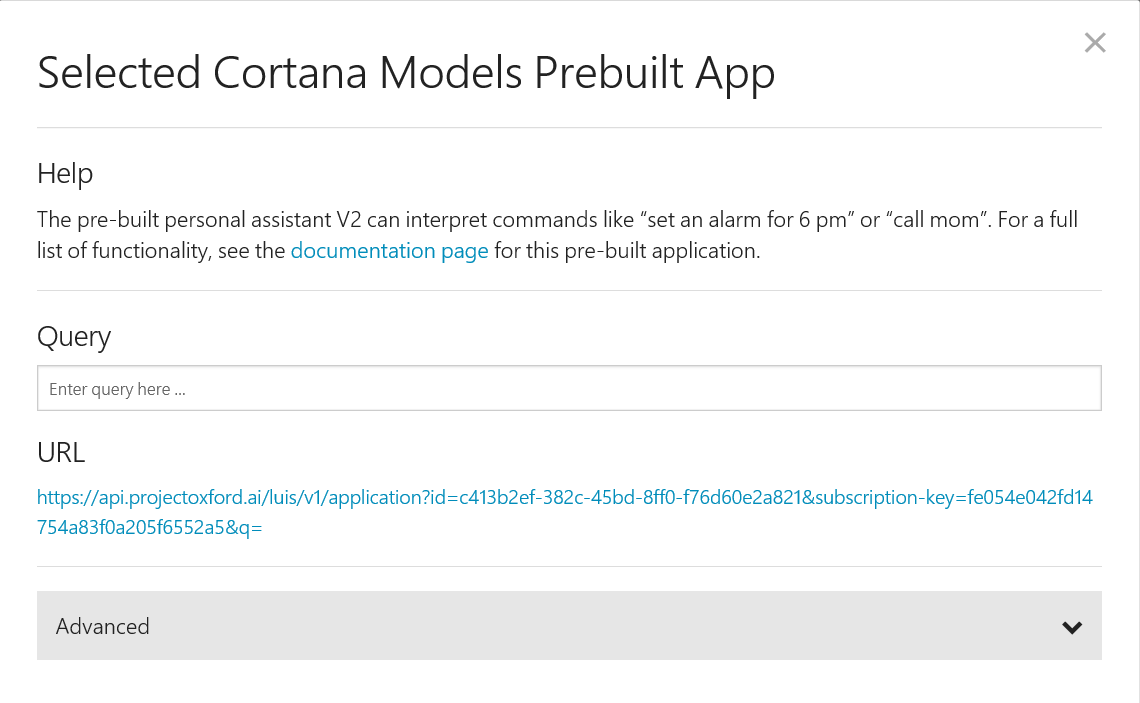 Selected Cortana Models Prebuilt App
Help
The pre-built personal assistant V2 can interpret commands like “set an alarm for 6 pm” or “call mom”. For a full
list of functionality, see the documentation page for this pre-built application.
Query
Enter query here ...
URL
https://api.projectoxford.ai/luis/v1/application?id=c413b2ef-382c-45bd-8ff0-f76d60e2a821&subscription-key=fe054e042fd14
754a83f0a205f6552a5&q=
Advanced